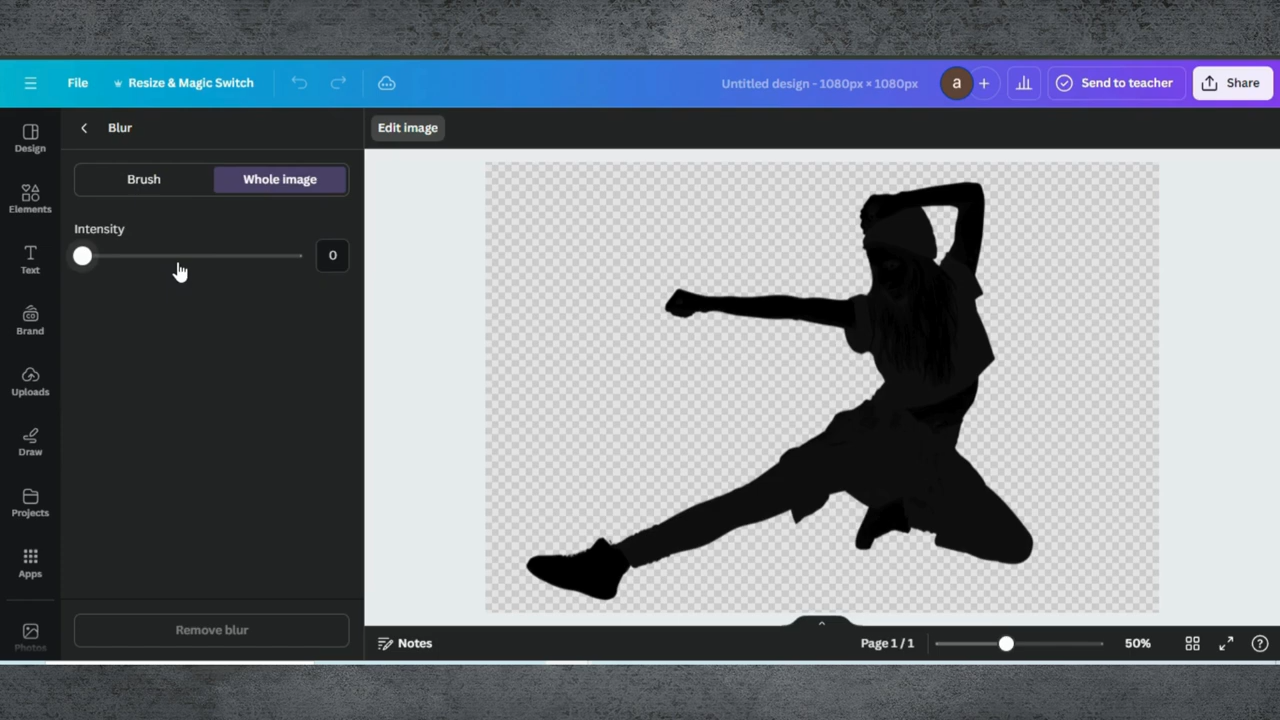 File
Resize & Magic Switch
Untitled design - 1080px × 1080px
a
+
Send to teacher
Share
Design
Elements
Text
Brand
Uploads
Draw
Projects
Apps
Photos
Blur
Brush
Whole image
Intensity
0
Remove blur
Edit image
Notes
Page 1 / 1
50%
?